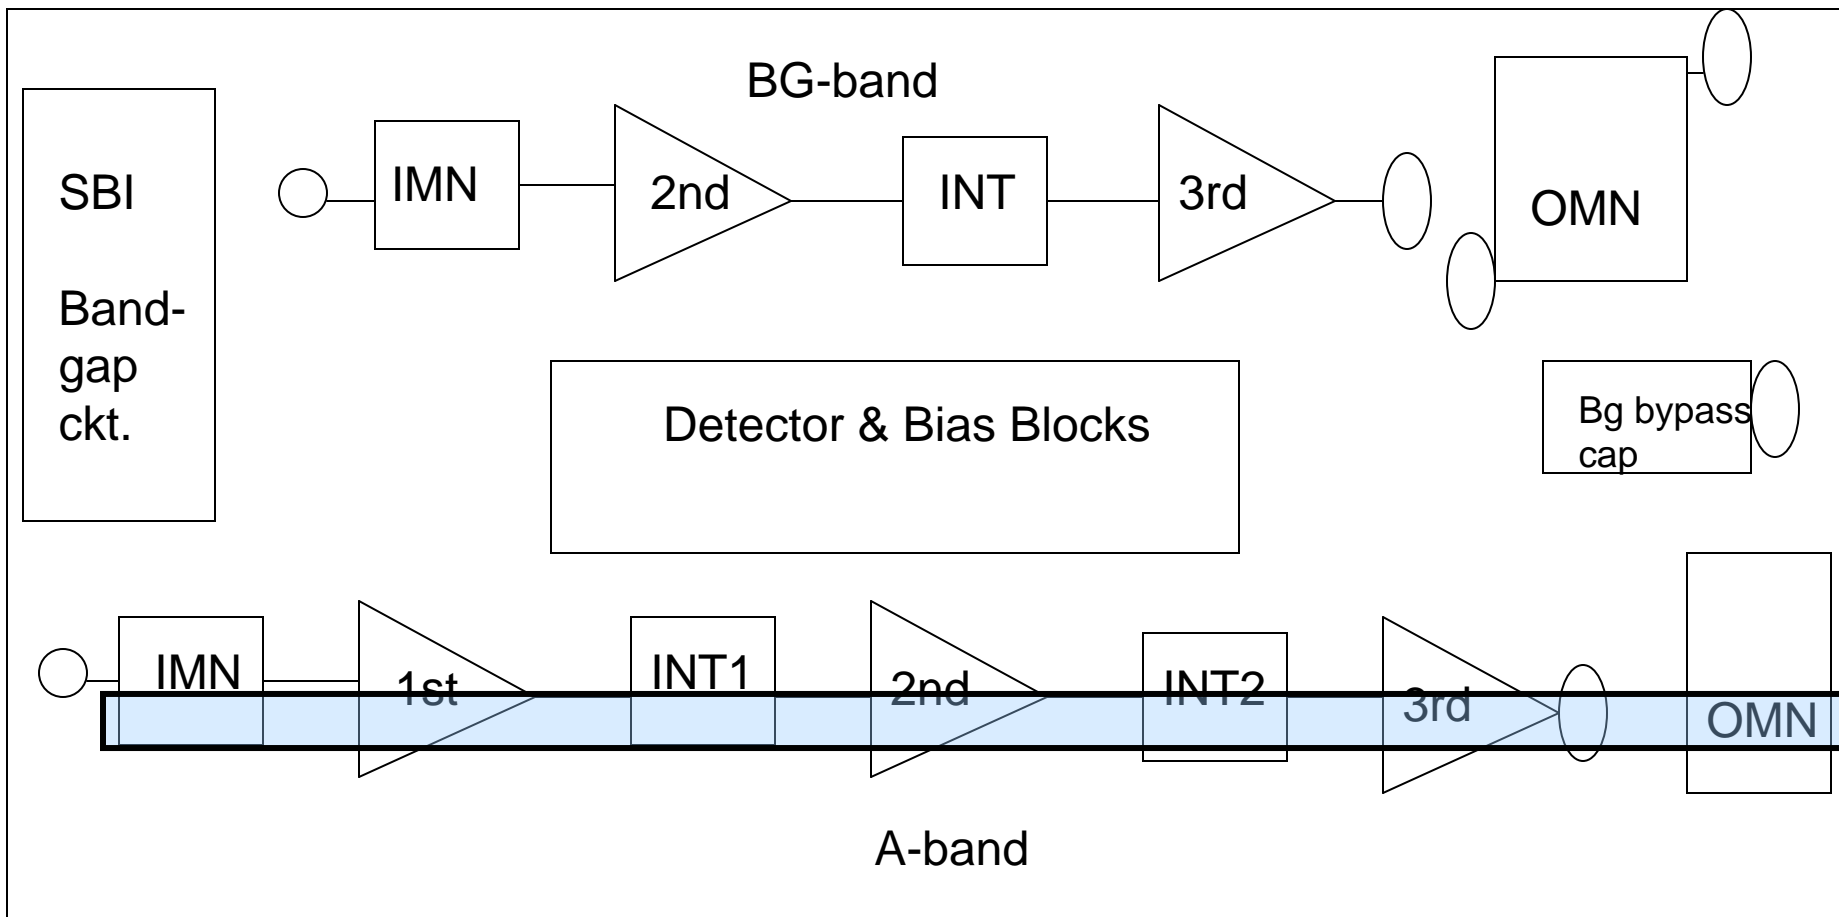 BG-band
SBI
Band-
gap
ckt.
IMN
2nd
INT
3rd
OMN
Detector & Bias Blocks
Bg bypass
cap
IMN
1st
INT1
2nd
INT2
3rd
OMN
A-band